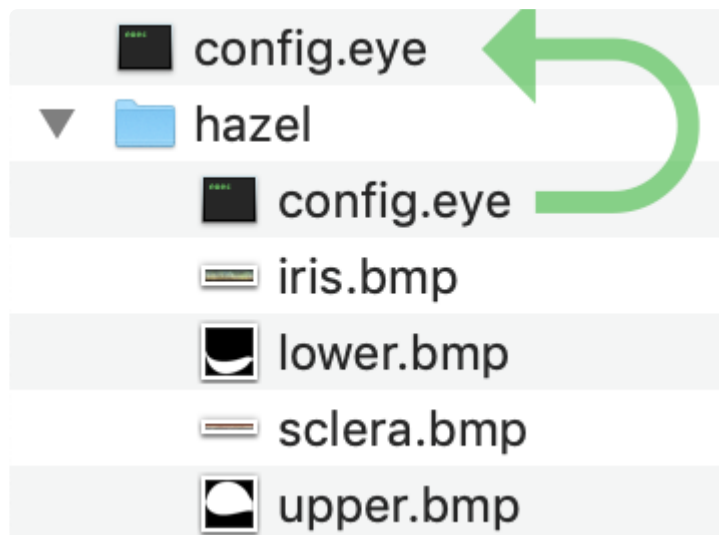 config.eye
hazel
config.eye
iris.bmp
lower.bmp
sclera.bmp
upper.bmp